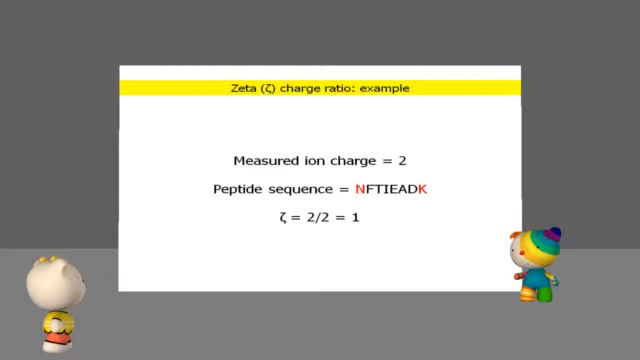 Zeta (ζ) charge ratio: example
Measured ion charge = 2
Peptide sequence = NFTIEADK
ζ = 2/2 = 1